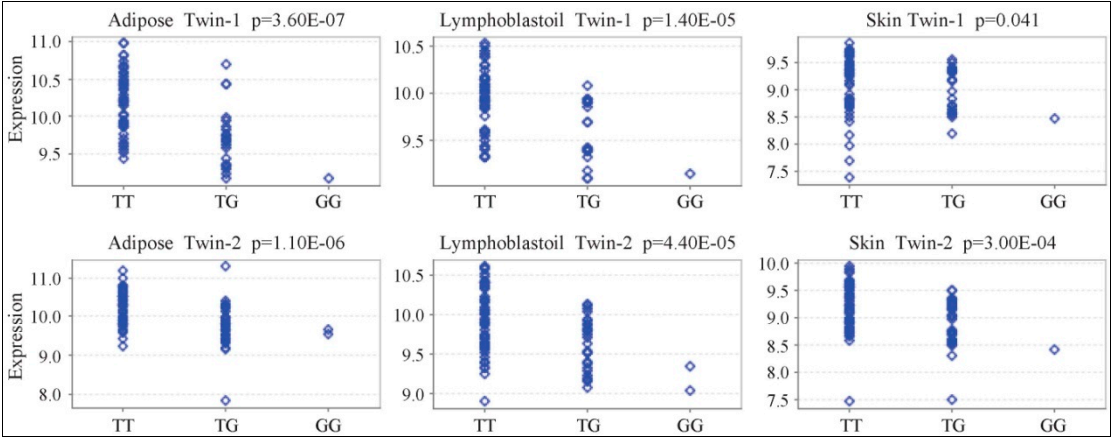 Adipose Twin-1 p=3.60E-07
Lymphoblastoil Twin-1 p=1.40E-05
Skin Twin-1 p=0.041
Expression
11.0
10.5
10.0
9.5
TT TG GG
10.5
10.0
9.5
TT TG GG
9.5
9.0
8.5
8.0
7.5
TT TG GG
Adipose Twin-2 p=1.10E-06
Lymphoblastoil Twin-2 p=4.40E-05
Skin Twin-2 p=3.00E-04
Expression
11.0
10.0
9.0
8.0
TT TG GG
10.5
10.0
9.5
9.0
TT TG GG
10.0
9.5
9.0
8.5
8.0
7.5
TT TG GG